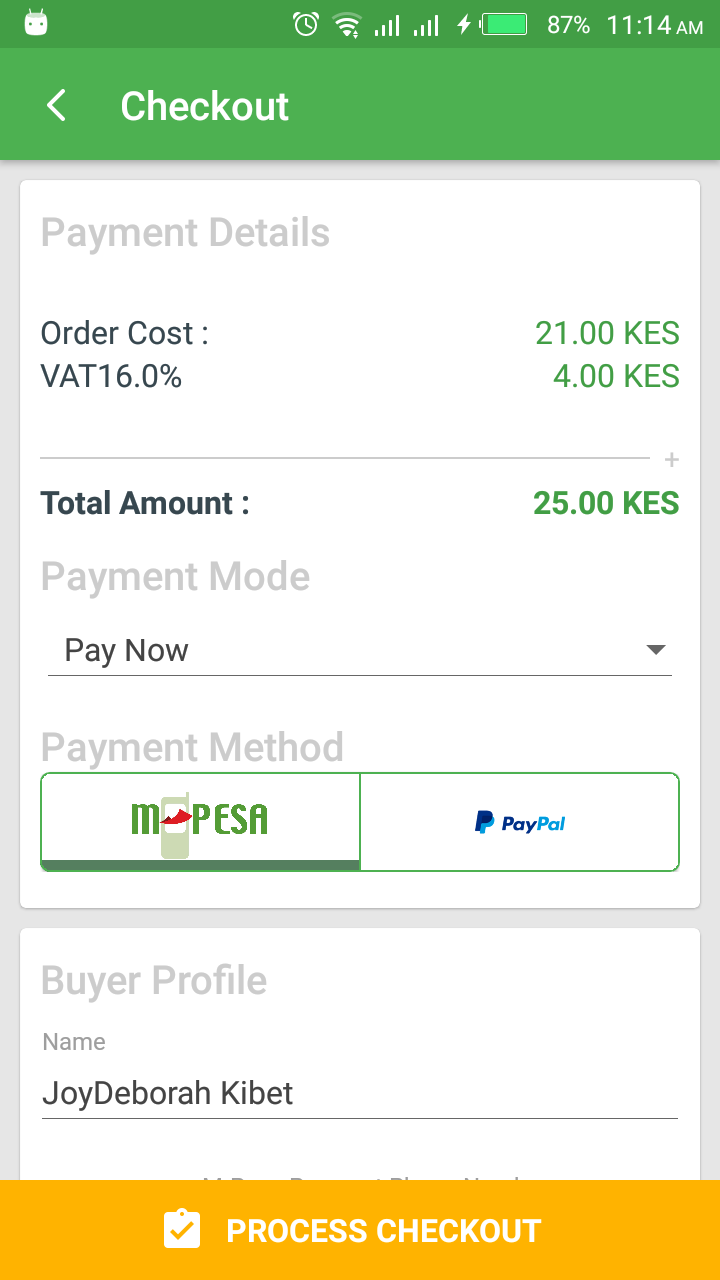 87% 11:14 AM
Checkout
Payment Details
Order Cost : 21.00 KES
VAT16.0% 4.00 KES
+
Total Amount : 25.00 KES
Payment Mode
Pay Now
Payment Method
M PESA PayPal
Buyer Profile
Name
JoyDeborah Kibet
PROCESS CHECKOUT